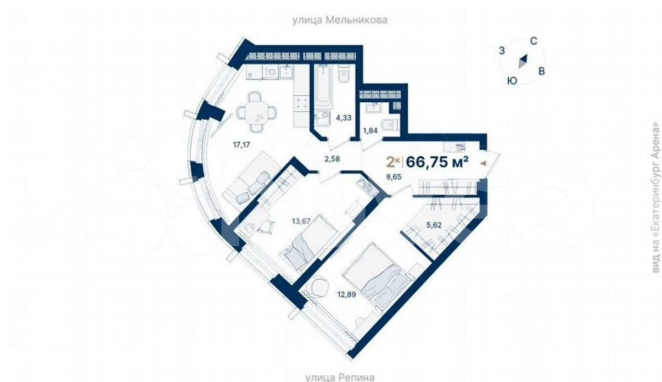 улица Мельникова
З
С
Ю
В
4,33
1,84
17,17
2,58
2к 66,75 м²
8,65
13,67
5,62
12,89
вид на «Екатеринбург Арена»
улица Репина